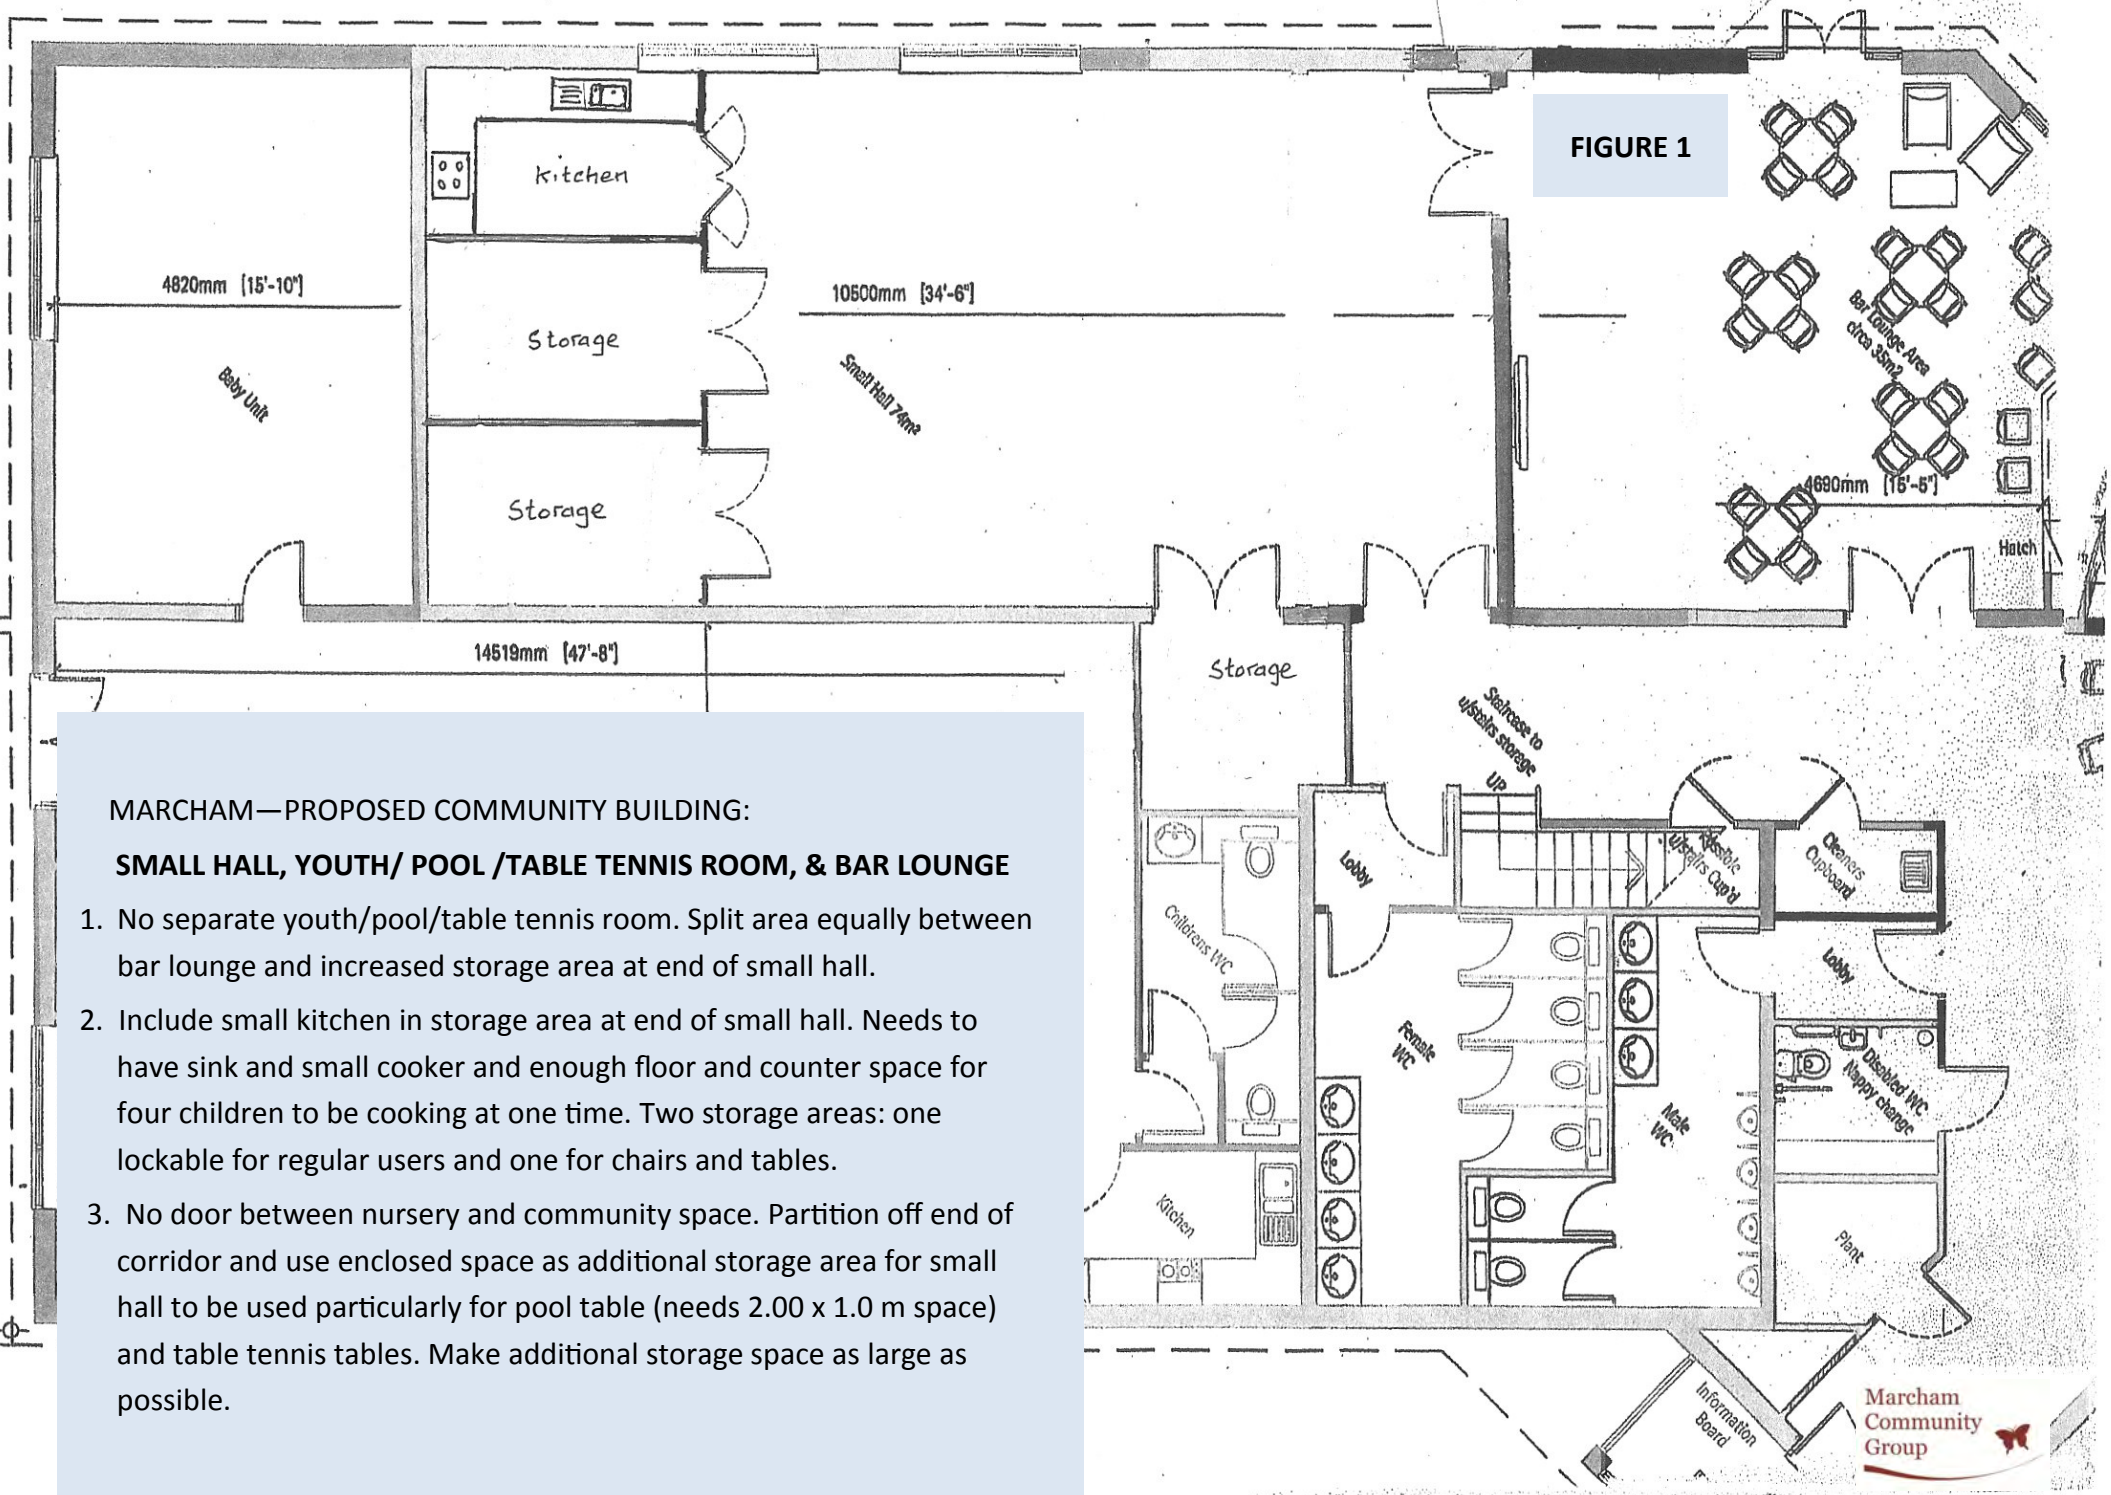 FIGURE 1
Kitchen
4820mm [15'-10"]
10500mm [34'-6"]
Storage
Baby Unit
Small Hall 74m²
Bar Lounge Area
circa 35m2
4690mm [15'-5"]
Storage
Hatch
14519mm [47'-8"]
Storage
Staircase to
u/stairs storage
UP
MARCHAM—PROPOSED COMMUNITY BUILDING:
SMALL HALL, YOUTH/ POOL /TABLE TENNIS ROOM, & BAR LOUNGE
1. No separate youth/pool/table tennis room. Split area equally between
bar lounge and increased storage area at end of small hall.
2. Include small kitchen in storage area at end of small hall. Needs to
have sink and small cooker and enough floor and counter space for
four children to be cooking at one time. Two storage areas: one
lockable for regular users and one for chairs and tables.
3. No door between nursery and community space. Partition off end of
corridor and use enclosed space as additional storage area for small
hall to be used particularly for pool table (needs 2.00 x 1.0 m space)
and table tennis tables. Make additional storage space as large as
possible.
Lobby
Possible
u/stairs Cup'd
Cleaners
Cupboard
Childrens WC
Lobby
Female
WC
Male
WC
Disabled WC
Nappy change
Kitchen
Plant
Information
Board
Marcham
Community
Group